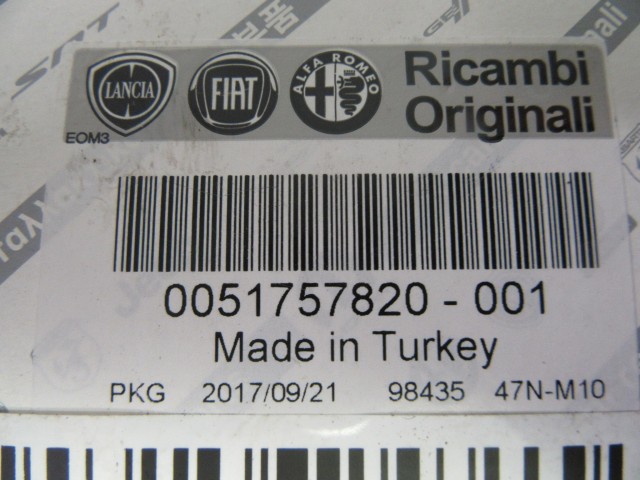 LANCIA FIAT ALFA ROMEO Ricambi
Originali
EOM3
0051757820 - 001
Made in Turkey
PKG 2017/09/21 98435 47N-M10